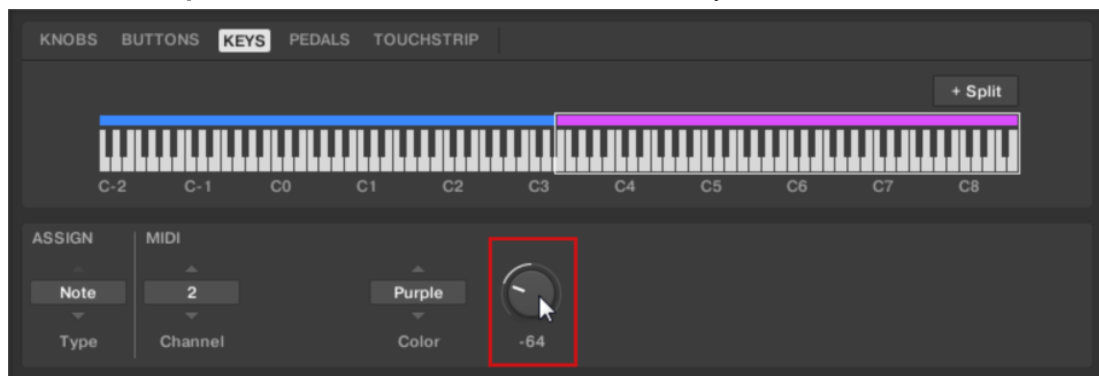 KNOBS BUTTONS KEYS PEDALS TOUCHSTRIP
+ Split
C-2 C-1 C0 C1 C2 C3 C4 C5 C6 C7 C8
ASSIGN MIDI
Note 2 Purple
Type Channel Color -64